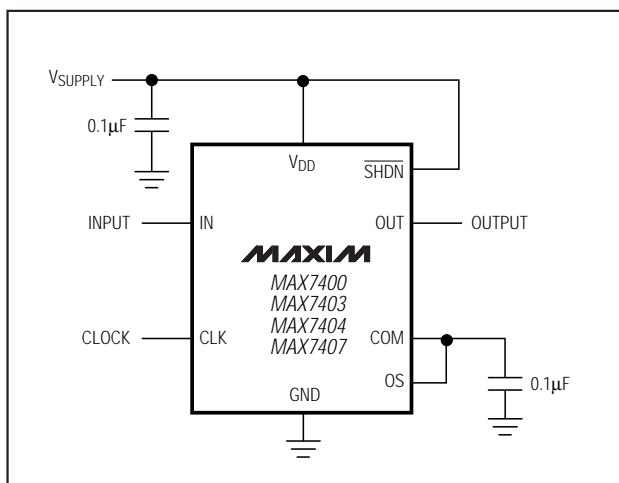 VSUPPLY
0.1µF
VDD
SHDN
INPUT
IN
OUT
OUTPUT
MAXIM
MAX7400
MAX7403
MAX7404
MAX7407
CLOCK
CLK
COM
OS
0.1µF
GND